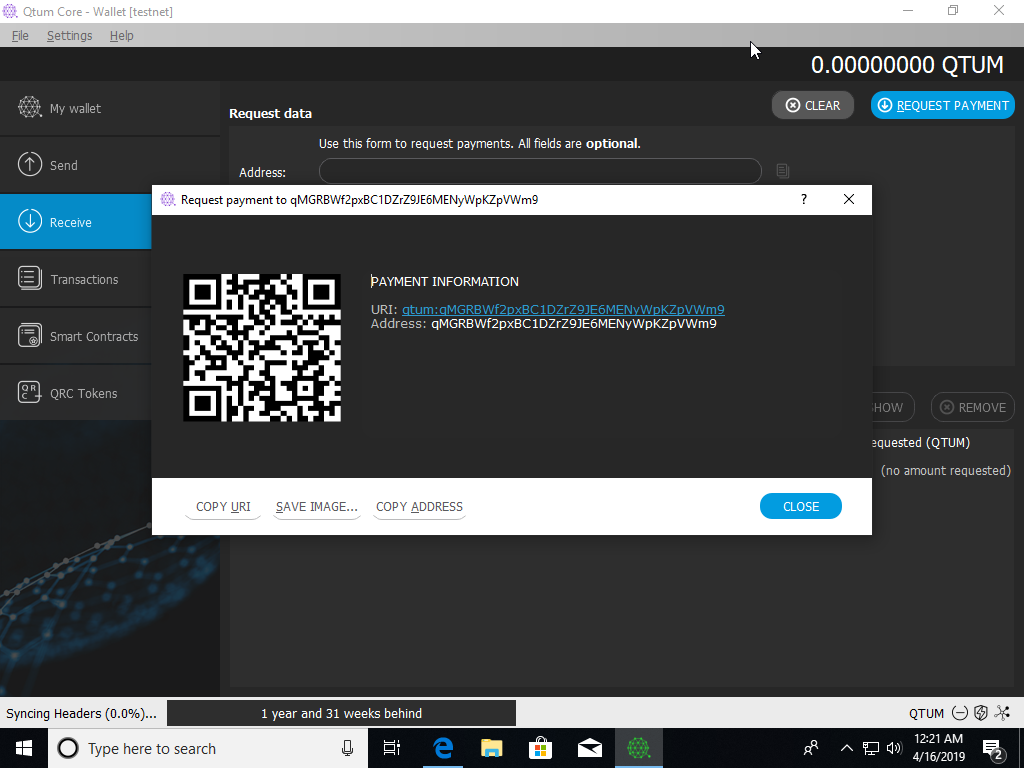 Qtum Core - Wallet [testnet]
File Settings Help
0.00000000 QTUM
My wallet
Send
Receive
Transactions
Smart Contracts
QRC Tokens
Request data
CLEAR
REQUEST PAYMENT
Use this form to request payments. All fields are optional.
Address:
Request payment to qMGRBWf2pxBC1DZrZ9JE6MENyWpKZpVWm9
?
PAYMENT INFORMATION
URI: qtum:qMGRBWf2pxBC1DZrZ9JE6MENyWpKZpVWm9
Address: qMGRBWf2pxBC1DZrZ9JE6MENyWpKZpVWm9
COPY URI
SAVE IMAGE...
COPY ADDRESS
CLOSE
HOW
REMOVE
equested (QTUM)
(no amount requested)
Syncing Headers (0.0%)...
1 year and 31 weeks behind
QTUM
Type here to search
12:21 AM
4/16/2019
2